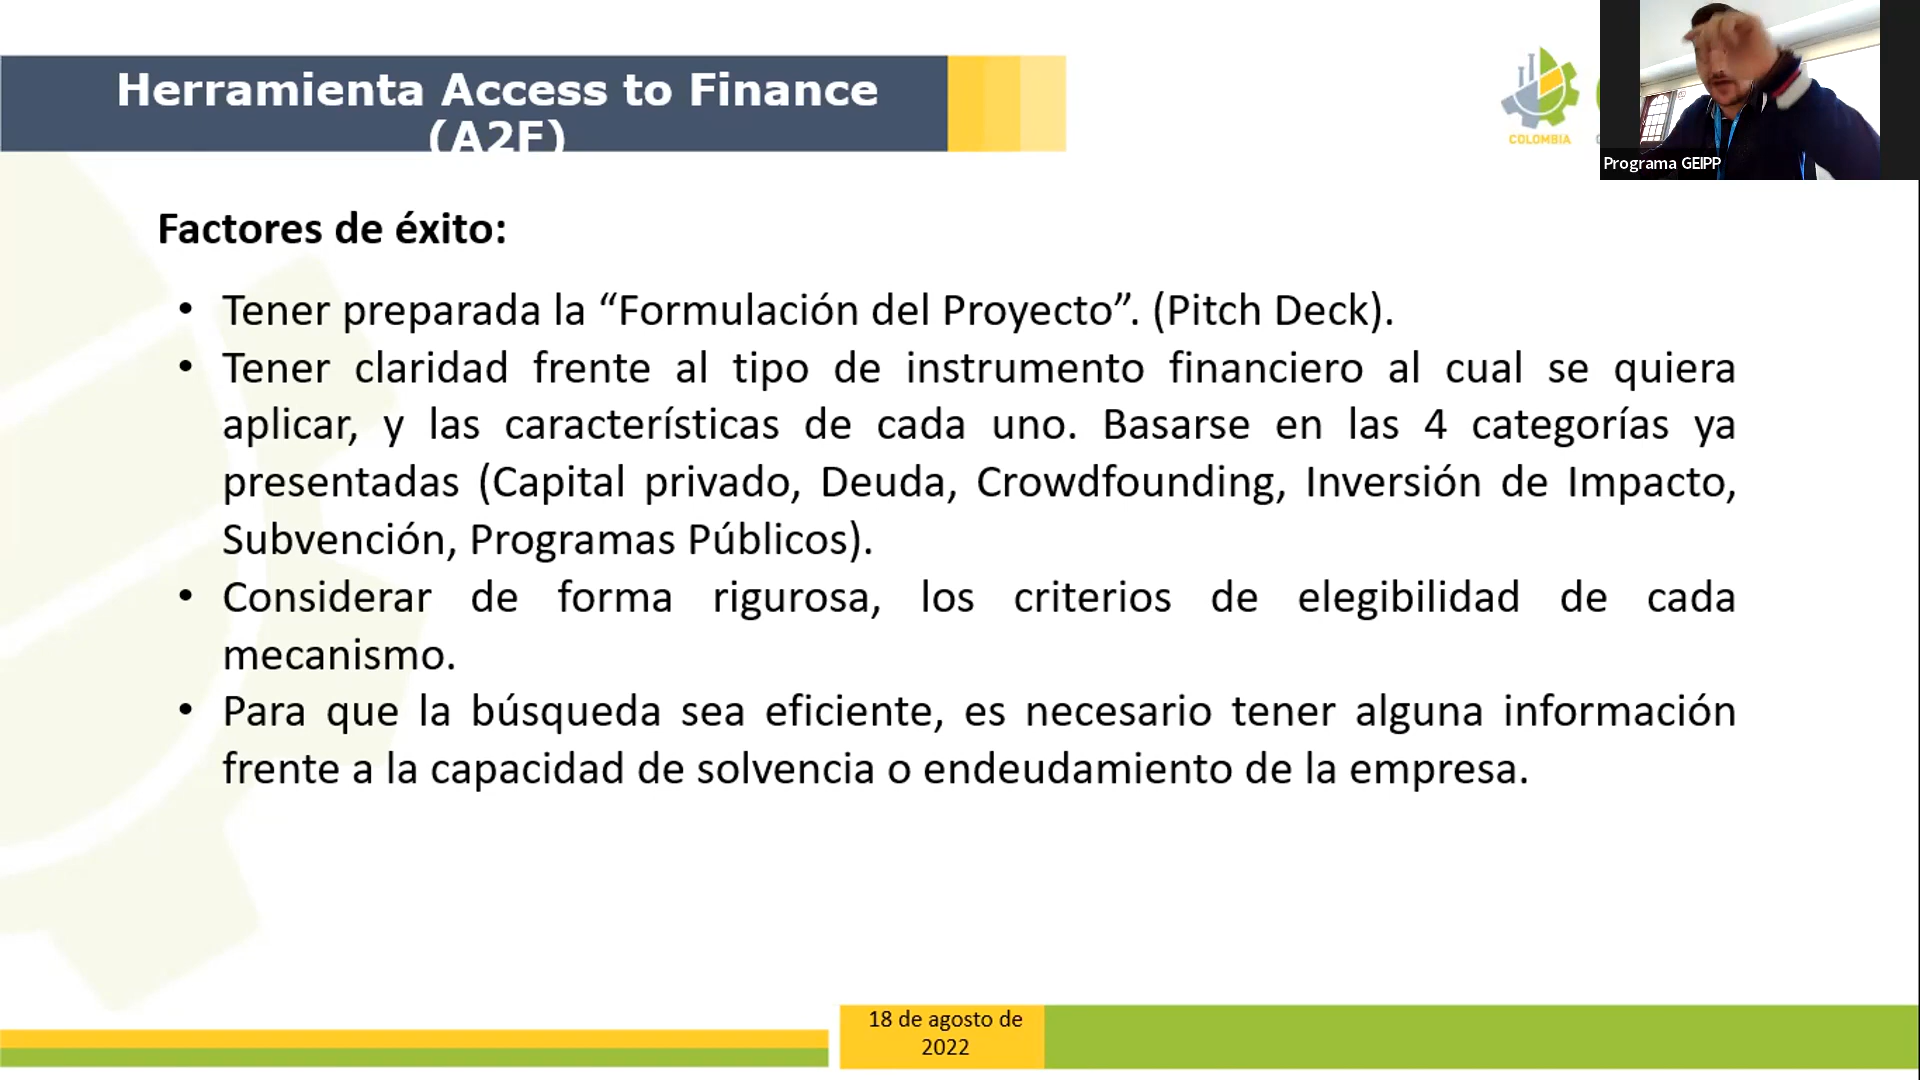 Herramienta Access to Finance
(A2F)
COLOMBIA
Programa GEIPP
Factores de éxito:
• Tener preparada la “Formulación del Proyecto”. (Pitch Deck).
• Tener claridad frente al tipo de instrumento financiero al cual se quiera
aplicar, y las características de cada uno. Basarse en las 4 categorías ya
presentadas (Capital privado, Deuda, Crowdfounding, Inversión de Impacto,
Subvención, Programas Públicos).
• Considerar de forma rigurosa, los criterios de elegibilidad de cada
mecanismo.
• Para que la búsqueda sea eficiente, es necesario tener alguna información
frente a la capacidad de solvencia o endeudamiento de la empresa.
18 de agosto de
2022